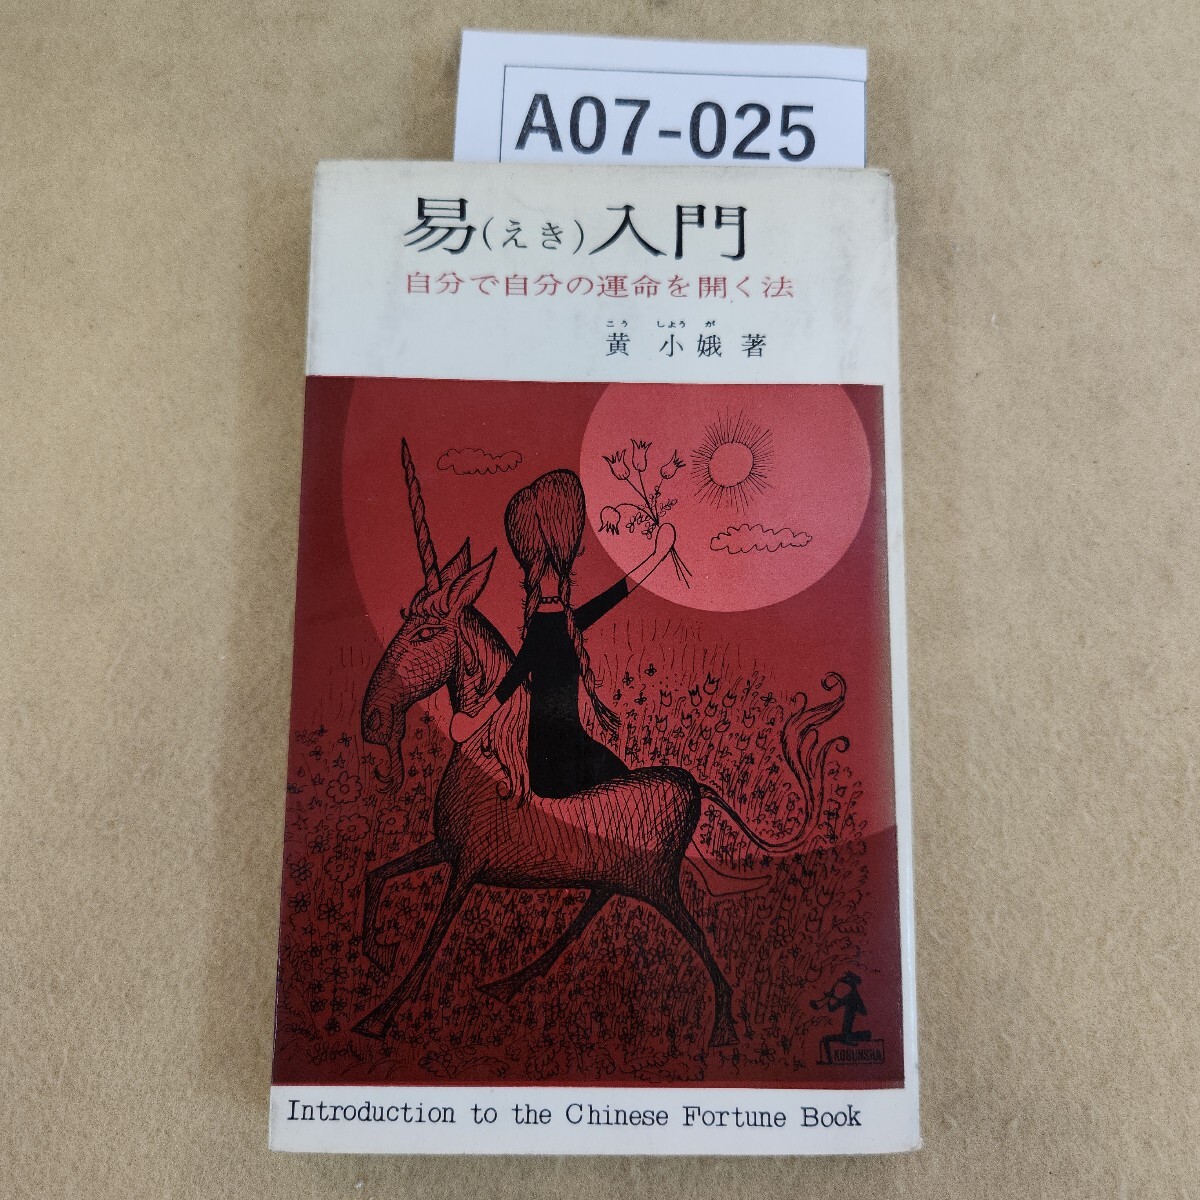 A07-025
易(えき)入門
自分で自分の運命を開く法
こう しよう が
黄 小娥 著
KOBUNSHA
Introduction to the Chinese Fortune Book